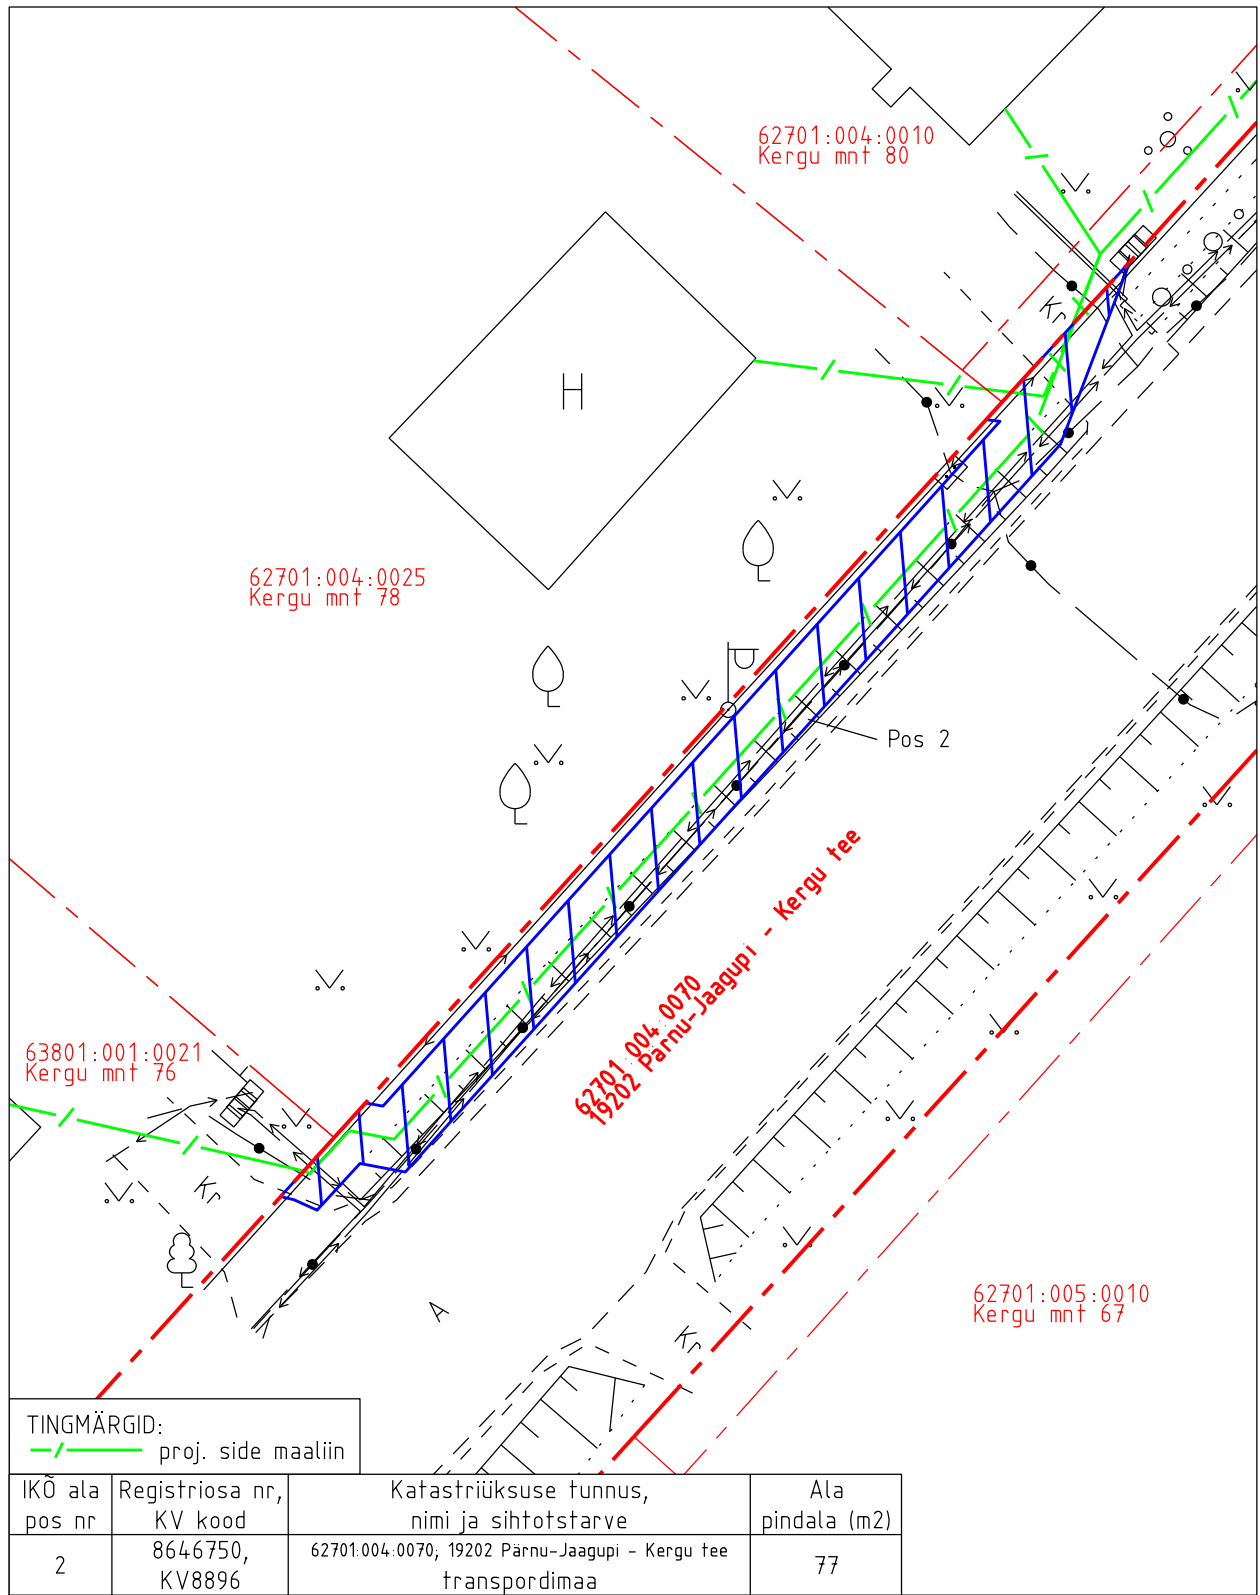 62701:004:0010
Kergu mnt 80
Kr
H
62701:004:0025
Kergu mnt 78
Pos 2
62701:004:0070
19202 Pärnu-Jaagupi - Kergu tee
63801:001:0021
Kergu mnt 76
Kr
A
Kr
62701:005:0010
Kergu mnt 67
TINGMÄRGID:
proj. side maaliin
IKÕ ala pos nr
Registriosa nr, KV kood
Katastriüksuse tunnus, nimi ja sihtotstarve
Ala pindala (m2)
2
8646750, KV8896
62701:004:0070; 19202 Pärnu-Jaagupi - Kergu tee transpordimaa
77